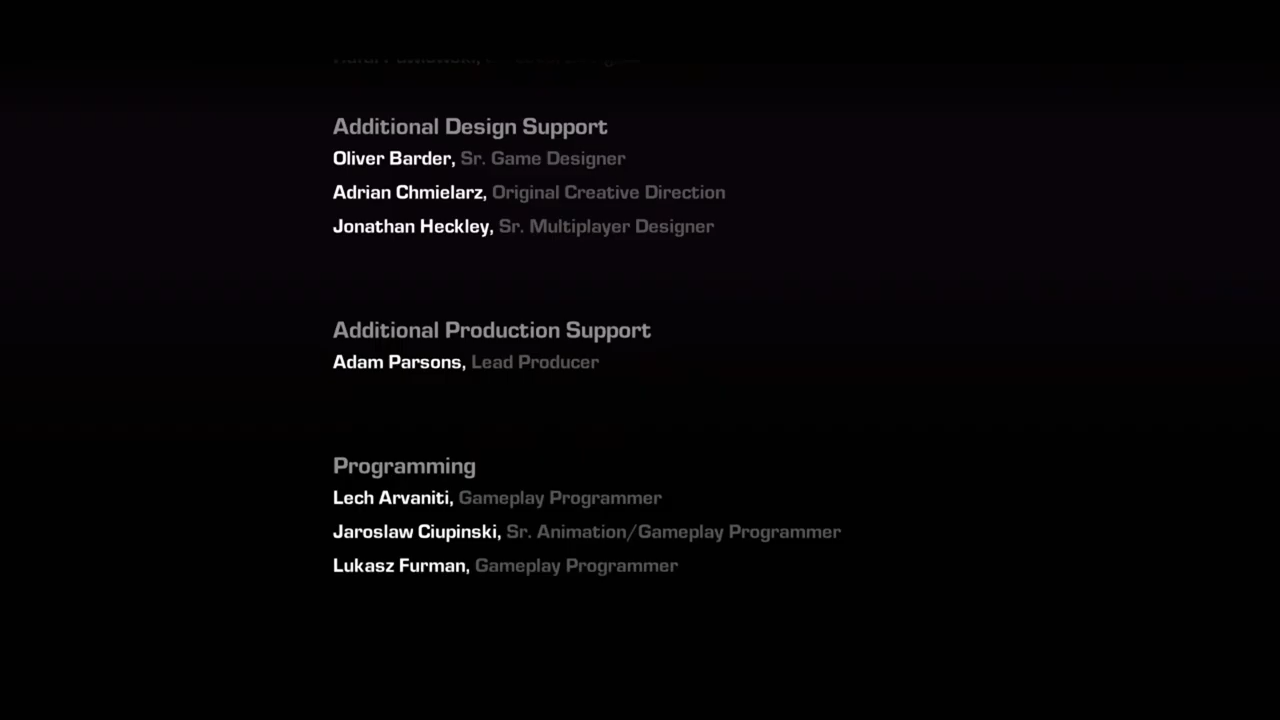 Additional Design Support
Oliver Barder, Sr. Game Designer
Adrian Chmielarz, Original Creative Direction
Jonathan Heckley, Sr. Multiplayer Designer
Additional Production Support
Adam Parsons, Lead Producer
Programming
Lech Arvaniti, Gameplay Programmer
Jaroslaw Ciupinski, Sr. Animation/Gameplay Programmer
Lukasz Furman, Gameplay Programmer